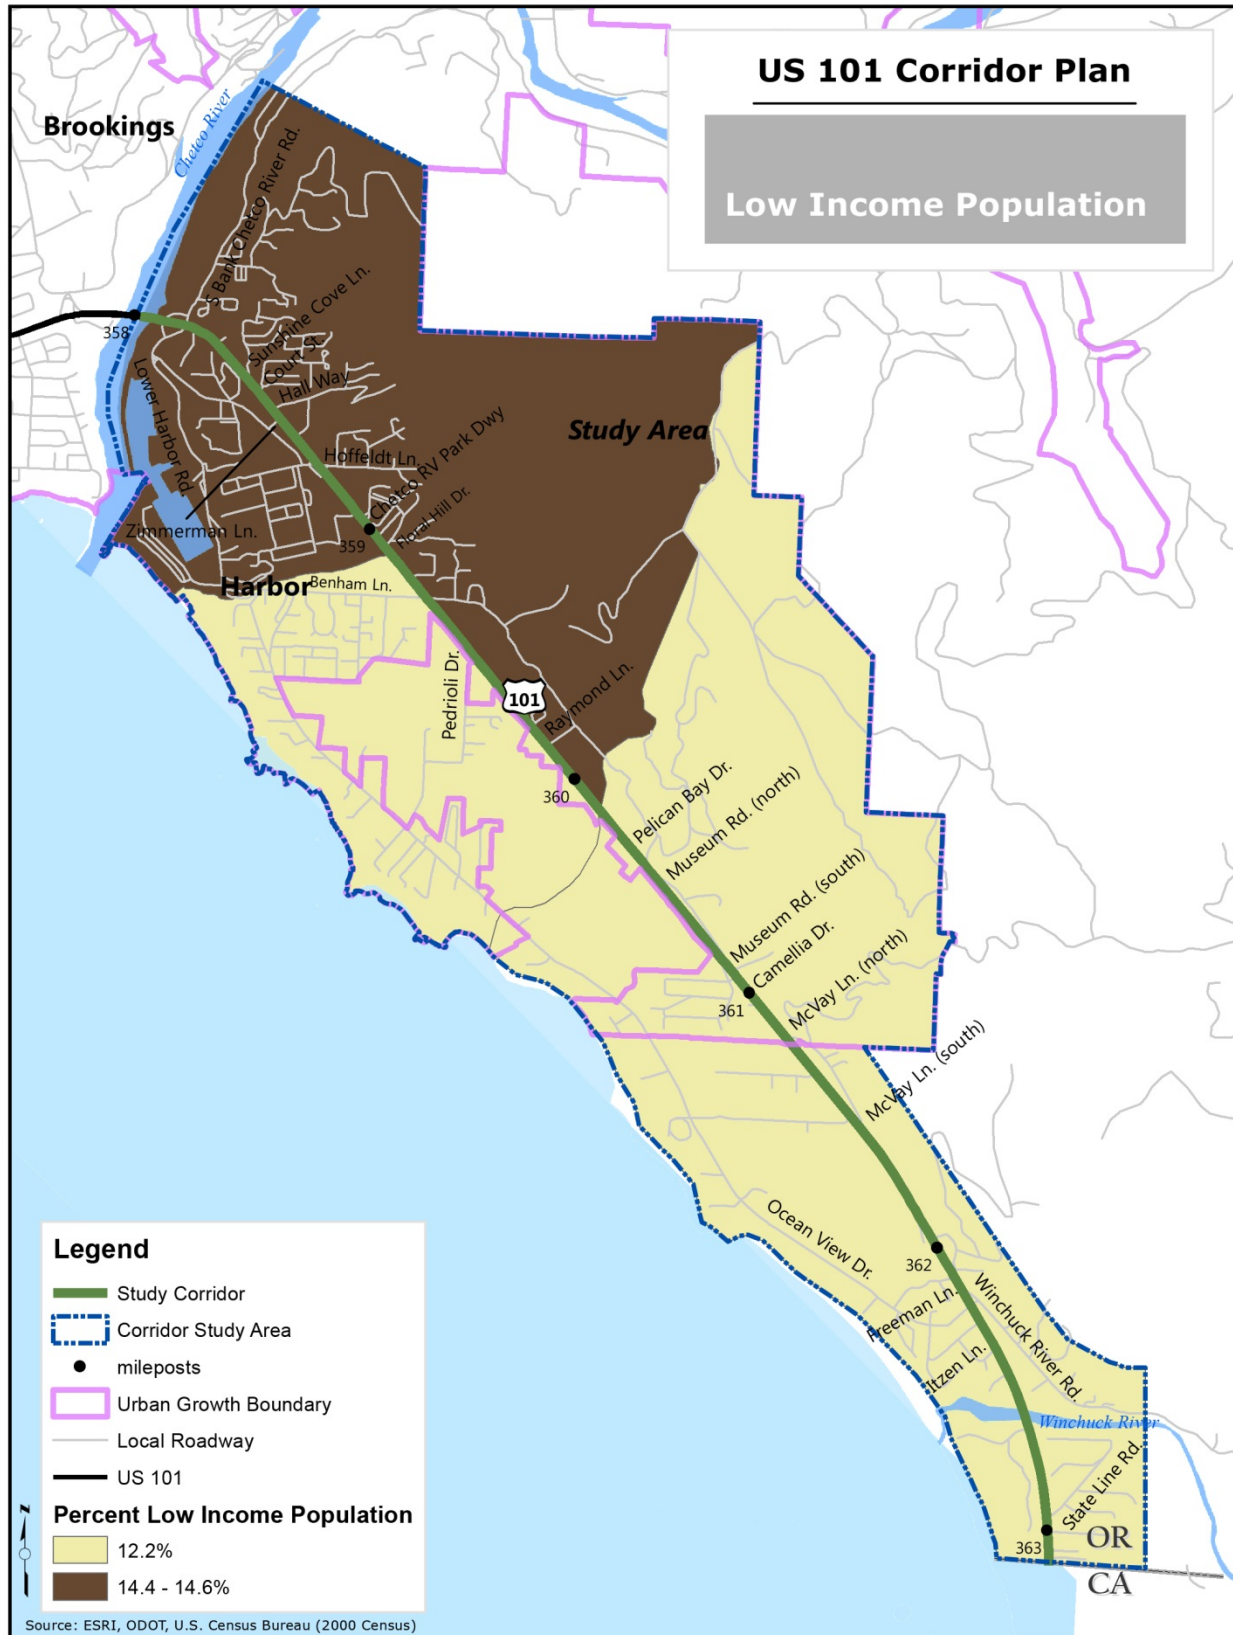 US 101 Corridor Plan
Low Income Population
Brookings
Chetco River
S Bank Chetco River Rd.
358
Sunshine Cove Ln.
Court St.
Hall Way
Lower Harbor Rd.
Study Area
Hoffeldt Ln.
Chetco RV Park Dwy
Zimmerman Ln.
359
Floral Hill Dr.
Harbor
Benham Ln.
Pedrioli Dr.
101
Raymond Ln.
360
Pelican Bay Dr.
Museum Rd. (north)
Museum Rd. (south)
Camellia Dr.
361
McVay Ln. (north)
McVay Ln. (south)
Ocean View Dr.
362
Freeman Ln.
Winchuck River Rd.
Itzen Ln.
Winchuck River
State Line Rd.
363
OR
CA
Legend
Study Corridor
Corridor Study Area
mileposts
Urban Growth Boundary
Local Roadway
US 101
Percent Low Income Population
12.2%
14.4 - 14.6%
z
Source: ESRI, ODOT, U.S. Census Bureau (2000 Census)